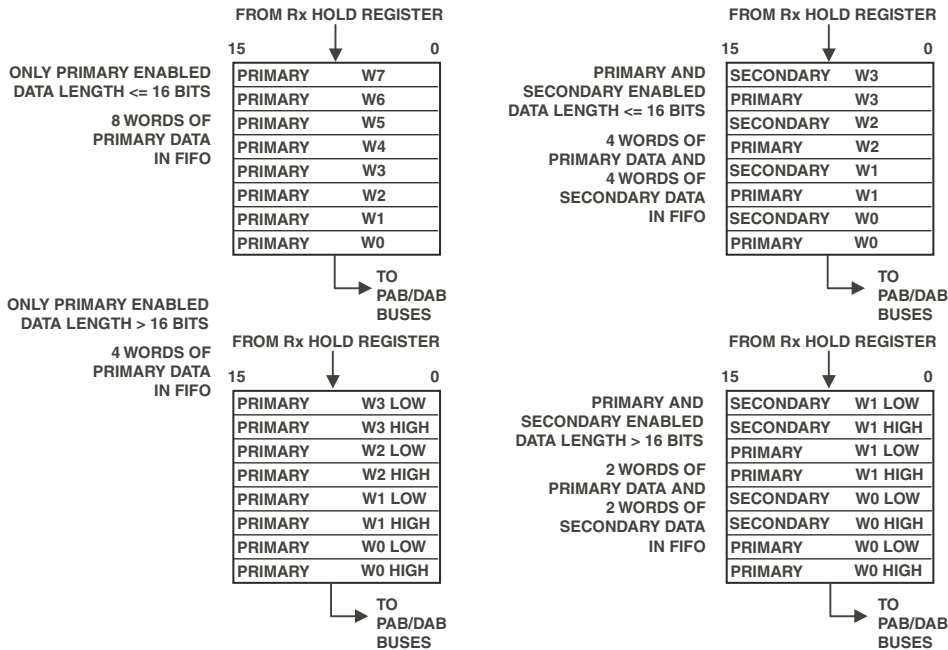 FROM Rx HOLD REGISTER
15 0
ONLY PRIMARY ENABLED
DATA LENGTH <= 16 BITS
8 WORDS OF
PRIMARY DATA
IN FIFO
PRIMARY W7
PRIMARY W6
PRIMARY W5
PRIMARY W4
PRIMARY W3
PRIMARY W2
PRIMARY W1
PRIMARY W0
TO
PAB/DAB
BUSES
FROM Rx HOLD REGISTER
15 0
PRIMARY AND
SECONDARY ENABLED
DATA LENGTH <= 16 BITS
4 WORDS OF
PRIMARY DATA AND
4 WORDS OF
SECONDARY DATA
IN FIFO
SECONDARY W3
PRIMARY W3
SECONDARY W2
PRIMARY W2
SECONDARY W1
PRIMARY W1
SECONDARY W0
PRIMARY W0
TO
PAB/DAB
BUSES
ONLY PRIMARY ENABLED
DATA LENGTH > 16 BITS
4 WORDS OF
PRIMARY DATA
IN FIFO
FROM Rx HOLD REGISTER
15 0
PRIMARY W3 LOW
PRIMARY W3 HIGH
PRIMARY W2 LOW
PRIMARY W2 HIGH
PRIMARY W1 LOW
PRIMARY W1 HIGH
PRIMARY W0 LOW
PRIMARY W0 HIGH
TO
PAB/DAB
BUSES
FROM Rx HOLD REGISTER
15 0
PRIMARY AND
SECONDARY ENABLED
DATA LENGTH > 16 BITS
2 WORDS OF
PRIMARY DATA AND
2 WORDS OF
SECONDARY DATA
IN FIFO
SECONDARY W1 LOW
SECONDARY W1 HIGH
PRIMARY W1 LOW
PRIMARY W1 HIGH
SECONDARY W0 LOW
SECONDARY W0 HIGH
PRIMARY W0 LOW
PRIMARY W0 HIGH
TO
PAB/DAB
BUSES